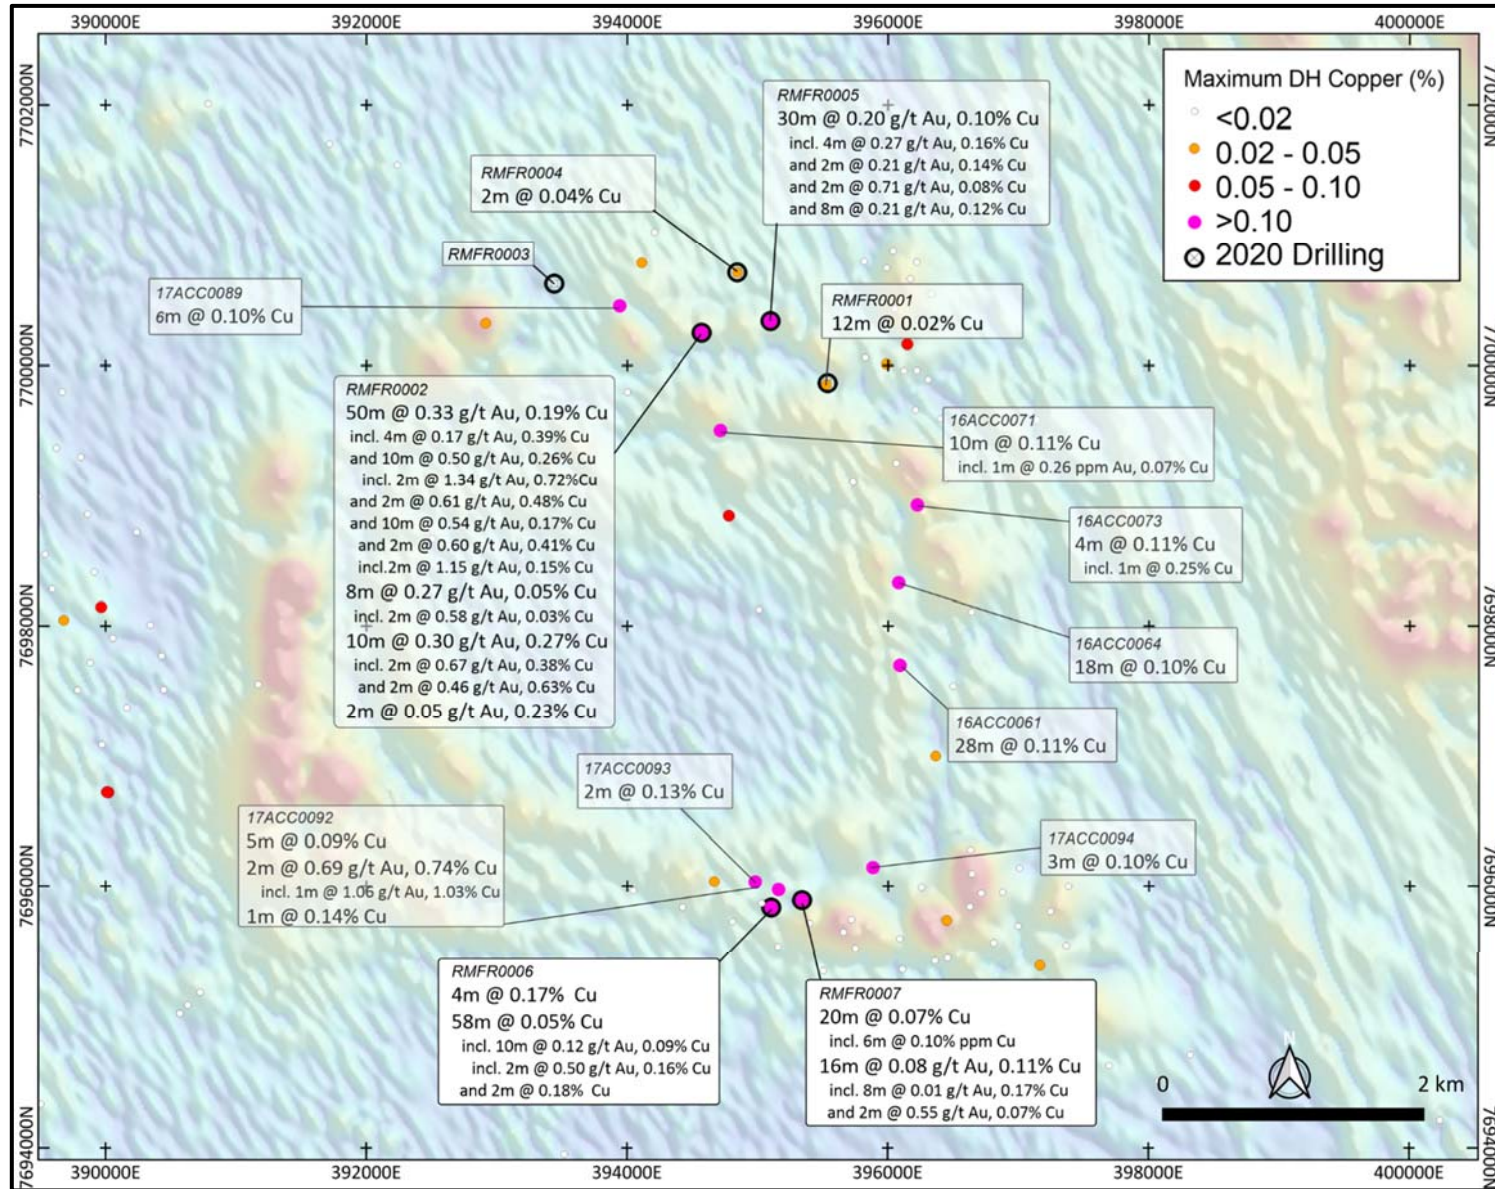 390000E 392000E 394000E 396000E 398000E 400000E
7702000N
7702000N
Maximum DH Copper (%)
<0.02
0.02 - 0.05
0.05 - 0.10
>0.10
2020 Drilling
RMFR0005
30m @ 0.20 g/t Au, 0.10% Cu
incl. 4m @ 0.27 g/t Au, 0.16% Cu
and 2m @ 0.21 g/t Au, 0.14% Cu
and 2m @ 0.71 g/t Au, 0.08% Cu
and 8m @ 0.21 g/t Au, 0.12% Cu
RMFR0004
2m @ 0.04% Cu
RMFR0003
17ACC0089
6m @ 0.10% Cu
RMFR0001
12m @ 0.02% Cu
7700000N
7700000N
RMFR0002
50m @ 0.33 g/t Au, 0.19% Cu
incl. 4m @ 0.17 g/t Au, 0.39% Cu
and 10m @ 0.50 g/t Au, 0.26% Cu
incl. 2m @ 1.34 g/t Au, 0.72%Cu
and 2m @ 0.61 g/t Au, 0.48% Cu
and 10m @ 0.54 g/t Au, 0.17% Cu
and 2m @ 0.60 g/t Au, 0.41% Cu
incl.2m @ 1.15 g/t Au, 0.15% Cu
8m @ 0.27 g/t Au, 0.05% Cu
incl. 2m @ 0.58 g/t Au, 0.03% Cu
10m @ 0.30 g/t Au, 0.27% Cu
incl. 2m @ 0.67 g/t Au, 0.38% Cu
and 2m @ 0.46 g/t Au, 0.63% Cu
2m @ 0.05 g/t Au, 0.23% Cu
16ACC0071
10m @ 0.11% Cu
incl. 1m @ 0.26 ppm Au, 0.07% Cu
16ACC0073
4m @ 0.11% Cu
incl. 1m @ 0.25% Cu
7698000N
7698000N
16ACC0064
18m @ 0.10% Cu
16ACC0061
28m @ 0.11% Cu
17ACC0093
2m @ 0.13% Cu
17ACC0092
5m @ 0.09% Cu
2m @ 0.69 g/t Au, 0.74% Cu
incl. 1m @ 1.06 g/t Au, 1.03% Cu
1m @ 0.14% Cu
17ACC0094
3m @ 0.10% Cu
7696000N
7696000N
RMFR0006
4m @ 0.17% Cu
58m @ 0.05% Cu
incl. 10m @ 0.12 g/t Au, 0.09% Cu
incl. 2m @ 0.50 g/t Au, 0.16% Cu
and 2m @ 0.18% Cu
RMFR0007
20m @ 0.07% Cu
incl. 6m @ 0.10% ppm Cu
16m @ 0.08 g/t Au, 0.11% Cu
incl. 8m @ 0.01 g/t Au, 0.17% Cu
and 2m @ 0.55 g/t Au, 0.07% Cu
N
0 2 km
7694000N
7694000N
390000E 392000E 394000E 396000E 398000E 400000E